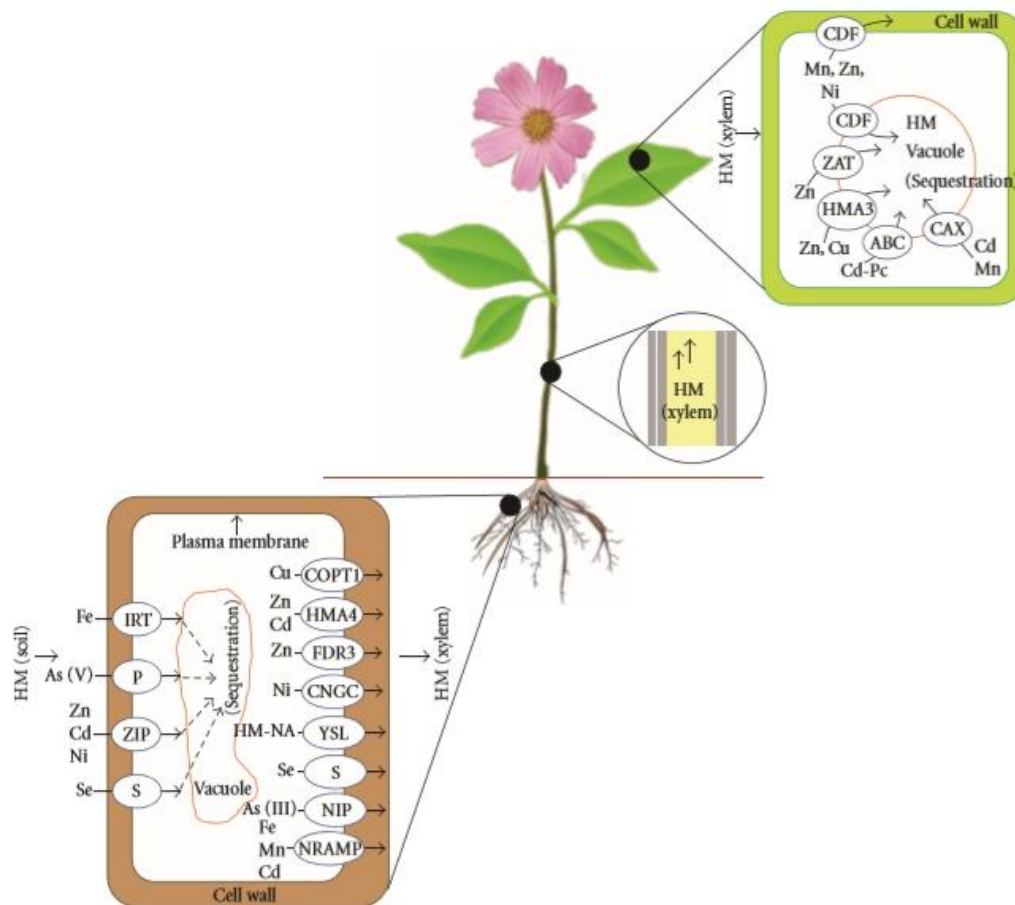 CDF
Cell wall
Mn, Zn,
Ni
CDF
HM
ZAT
Vacuole
(Sequestration)
Zn
HMA3
ABC
CAX
Zn, Cu
Cd-Pc
Cd
Mn
HM (xylem)
HM
(xylem)
Plasma membrane
Cu
COPT1
Zn
Cd
HMA4
Zn
FDR3
Ni
CNGC
HM-NA
YSL
Se
S
As (III)
NIP
Fe
Mn
Cd
NRAMP
HM (xylem)
HM (soil)
Fe
IRT
As (V)
P
Zn
Cd
Ni
ZIP
Se
S
(Sequestration)
Vacuole
Cell wall